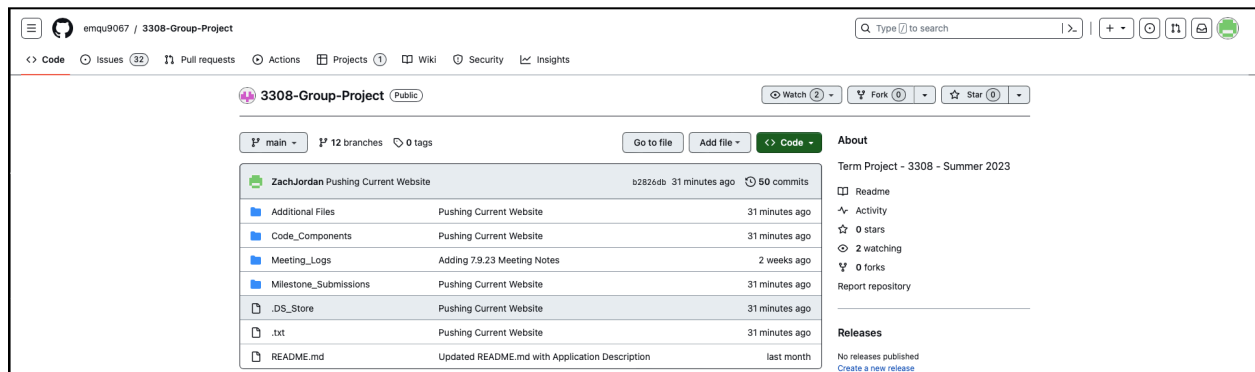 emqu9067 / 3308-Group-Project
Type / to search
Code Issues 32 Pull requests Actions Projects 1 Wiki Security Insights
3308-Group-Project Public
Watch 2 Fork 0 Star 0
main 12 branches 0 tags Go to file Add file Code
ZachJordan Pushing Current Website b2826db 31 minutes ago 50 commits
Additional Files Pushing Current Website 31 minutes ago
Code_Components Pushing Current Website 31 minutes ago
Meeting_Logs Adding 7.9.23 Meeting Notes 2 weeks ago
Milestone_Submissions Pushing Current Website 31 minutes ago
.DS_Store Pushing Current Website 31 minutes ago
.txt Pushing Current Website 31 minutes ago
README.md Updated README.md with Application Description last month
About
Term Project - 3308 - Summer 2023
Readme
Activity
0 stars
2 watching
0 forks
Report repository
Releases
No releases published
Create a new release